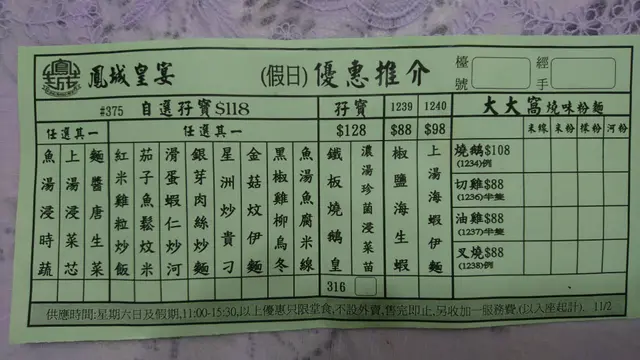 鳳城皇宴
(假日) 優惠推介
檯號
經手
#375 自選孖寶$118
任選其一
任選其一
魚湯浸時蔬
上湯浸菜芯
麵醬唐生菜
紅米雞粒炒飯
茄子魚鬆炆米
滑蛋蝦仁炒河
銀芽肉絲炒麵
星洲炒貴刁
金菇炆伊麵
黑椒雞柳烏冬
魚湯魚腐米線
孖寶
$128
鐵板燒鵝皇
濃湯珍菌浸菜苗
316
1239
$88
椒鹽海生蝦
1240
$98
上湯海蝦伊麵
大大窩燒味粉麵
米線 米粉 檬粉 河粉
燒鵝$108
(1234)例
切雞$88
(1236)半隻
油雞$88
(1237)半隻
叉燒$88
(1238)例
供應時間:星期六日及假期,11:00-15:30,以上優惠只限堂食,不設外賣,售完即止,另收加一服務費(以入座起計). 11/2